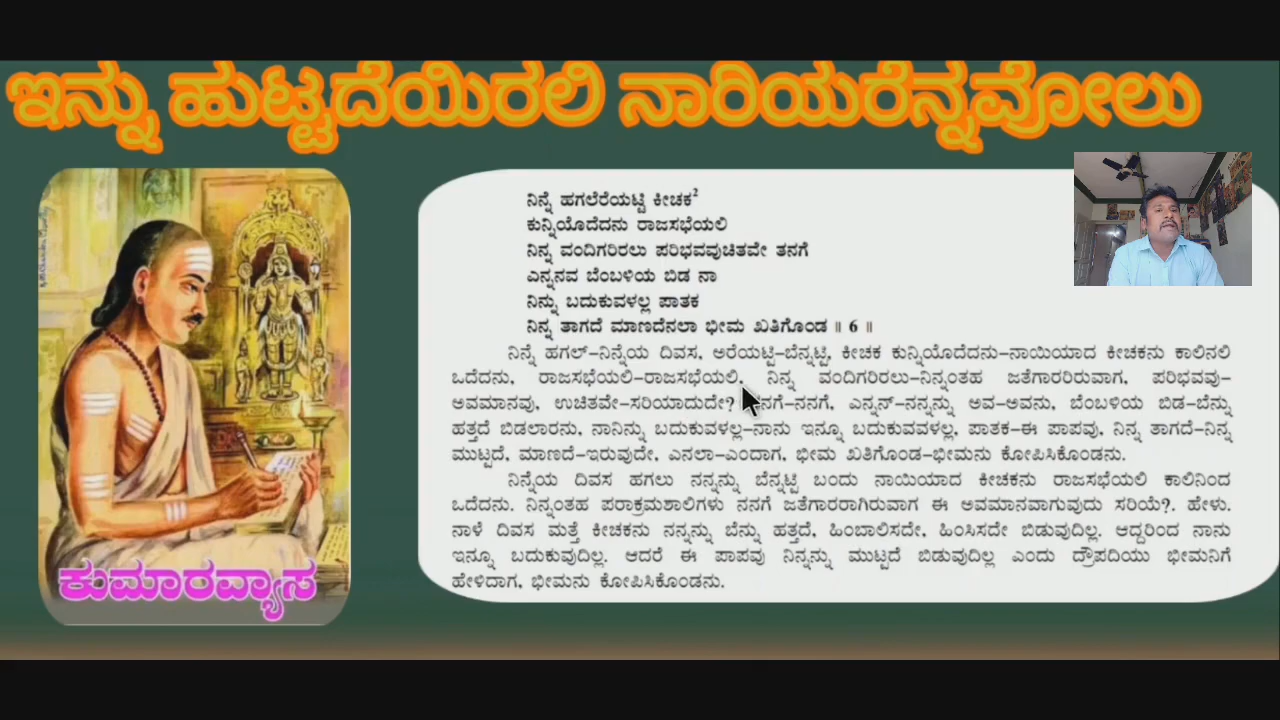 ಇನ್ನು ಹುಟ್ಟದೆಯಿರಲಿ ನಾರಿಯರೆನ್ನವೋಲು
ನಿನ್ನೆ ಹಗಲೆರೆಯಟ್ಟಿ ಕೀಚಕ²
ಕುನ್ನಿಯೊದೆದನು ರಾಜಸಭೆಯಲಿ
ನಿನ್ನ ವಂದಿಗರಿರಲು ಪರಿಭವವುಚಿತವೇ ತನಗೆ
ಎನ್ನನವ ಬೆಂಬಳಿಯ ಬಿಡ ನಾ
ನಿನ್ನು ಬದುಕುವಳಲ್ಲ ಪಾತಕ
ನಿನ್ನ ತಾಗದೆ ಮಾಣದೆನಲಾ ಭೀಮ ಖತಿಗೊಂಡ ॥ 6 ॥
ನಿನ್ನೆ ಹಗಲ್–ನಿನ್ನೆಯ ದಿವಸ, ಅರೆಯಟ್ಟಿ–ಬೆನ್ನಟ್ಟಿ, ಕೀಚಕ ಕುನ್ನಿಯೊದೆದನು–ನಾಯಿಯಾದ ಕೀಚಕನು ಕಾಲಿನಲಿ
ಒದೆದನು, ರಾಜಸಭೆಯಲಿ–ರಾಜಸಭೆಯಲಿ, ನಿನ್ನ ವಂದಿಗರಿರಲು–ನಿನ್ನಂತಹ ಜತೆಗಾರರಿರುವಾಗ, ಪರಿಭವವು–
ಅವಮಾನವು, ಉಚಿತವೇ–ಸರಿಯಾದುದೇ? ನಗೆ–ನನಗೆ, ಎನ್ನನ್–ನನ್ನನ್ನು ಅವ–ಅವನು, ಬೆಂಬಳಿಯ ಬಿಡ–ಬೆನ್ನು
ಹತ್ತದೆ ಬಿಡಲಾರನು, ನಾನಿನ್ನು ಬದುಕುವಳಲ್ಲ–ನಾನು ಇನ್ನೂ ಬದುಕುವವಳಲ್ಲ, ಪಾತಕ–ಈ ಪಾಪವು, ನಿನ್ನ ತಾಗದೆ–ನಿನ್ನ
ಮುಟ್ಟದೆ, ಮಾಣದೆ–ಇರುವುದೇ, ಎನಲಾ–ಎಂದಾಗ, ಭೀಮ ಖತಿಗೊಂಡ–ಭೀಮನು ಕೋಪಿಸಿಕೊಂಡನು.
ನಿನ್ನೆಯ ದಿವಸ ಹಗಲು ನನ್ನನ್ನು ಬೆನ್ನಟ್ಟಿ ಬಂದು ನಾಯಿಯಾದ ಕೀಚಕನು ರಾಜಸಭೆಯಲಿ ಕಾಲಿನಿಂದ
ಒದೆದನು. ನಿನ್ನಂತಹ ಪರಾಕ್ರಮಶಾಲಿಗಳು ನನಗೆ ಜತೆಗಾರರಾಗಿರುವಾಗ ಈ ಅವಮಾನವಾಗುವುದು ಸರಿಯೆ?. ಹೇಳು.
ನಾಳೆ ದಿವಸ ಮತ್ತೆ ಕೀಚಕನು ನನ್ನನ್ನು ಬೆನ್ನು ಹತ್ತದೆ, ಹಿಂಬಾಲಿಸದೇ, ಹಿಂಸಿಸದೇ ಬಿಡುವುದಿಲ್ಲ. ಆದ್ದರಿಂದ ನಾನು
ಇನ್ನೂ ಬದುಕುವುದಿಲ್ಲ. ಆದರೆ ಈ ಪಾಪವು ನಿನ್ನನ್ನು ಮುಟ್ಟದೆ ಬಿಡುವುದಿಲ್ಲ ಎಂದು ದ್ರೌಪದಿಯು ಭೀಮನಿಗೆ
ಹೇಳಿದಾಗ, ಭೀಮನು ಕೋಪಿಸಿಕೊಂಡನು.
ಕುಮಾರವ್ಯಾಸ